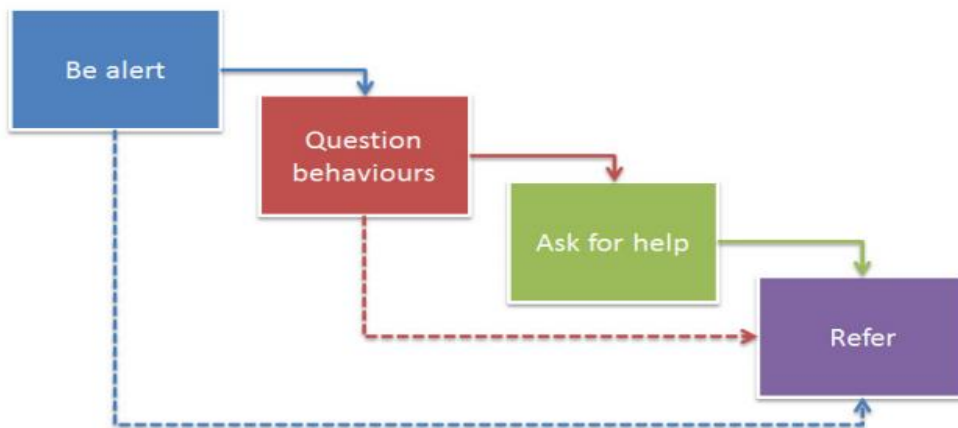 Be alert
Question
behaviours
Ask for help
Refer